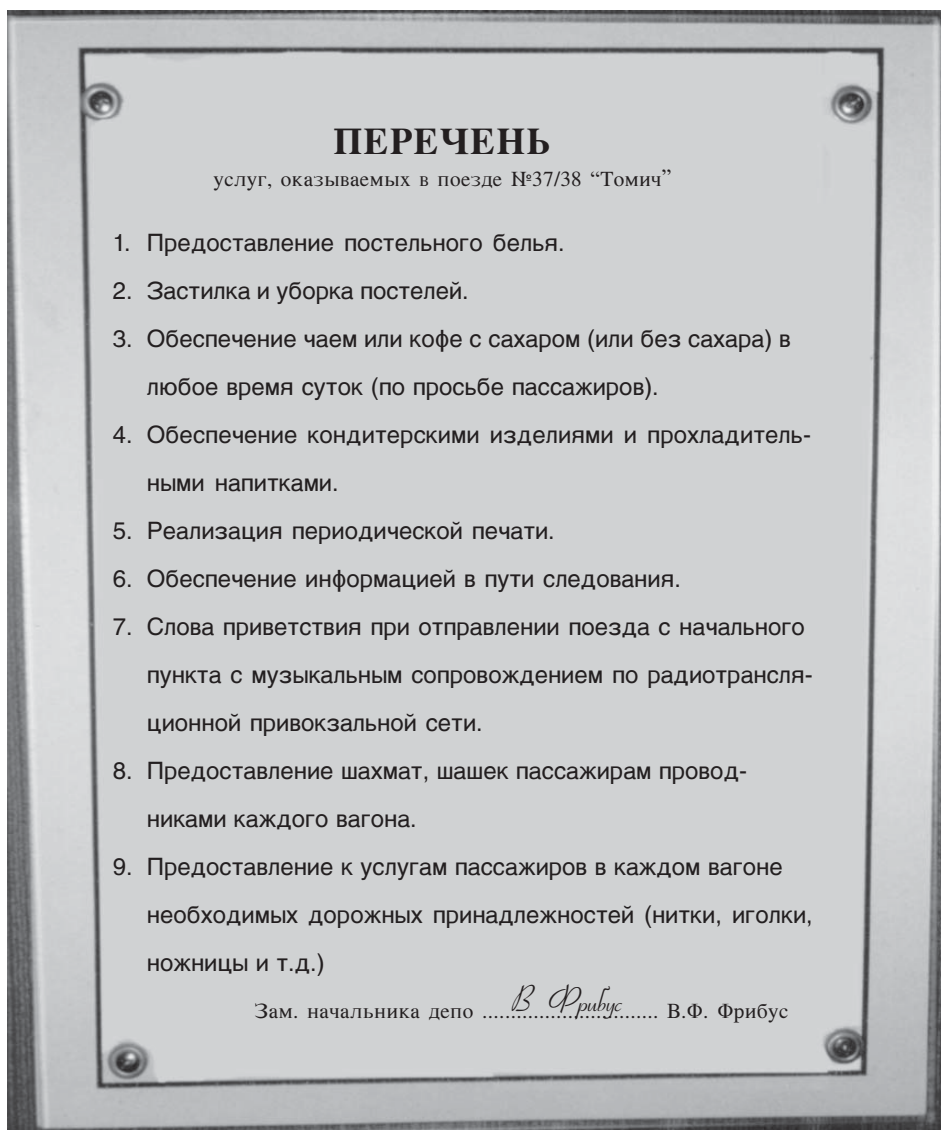 ПЕРЕЧЕНЬ
услуг, оказываемых в поезде №37/38 “Томич”
1. Предоставление постельного белья.
2. Застилка и уборка постелей.
3. Обеспечение чаем или кофе с сахаром (или без сахара) в
любое время суток (по просьбе пассажиров).
4. Обеспечение кондитерскими изделиями и прохладитель-
ными напитками.
5. Реализация периодической печати.
6. Обеспечение информацией в пути следования.
7. Слова приветствия при отправлении поезда с начального
пункта с музыкальным сопровождением по радиотрансля-
ционной привокзальной сети.
8. Предоставление шахмат, шашек пассажирам провод-
никами каждого вагона.
9. Предоставление к услугам пассажиров в каждом вагоне
необходимых дорожных принадлежностей (нитки, иголки,
ножницы и т.д.)
Зам. начальника депо ....В Фрибус.... В.Ф. Фрибус